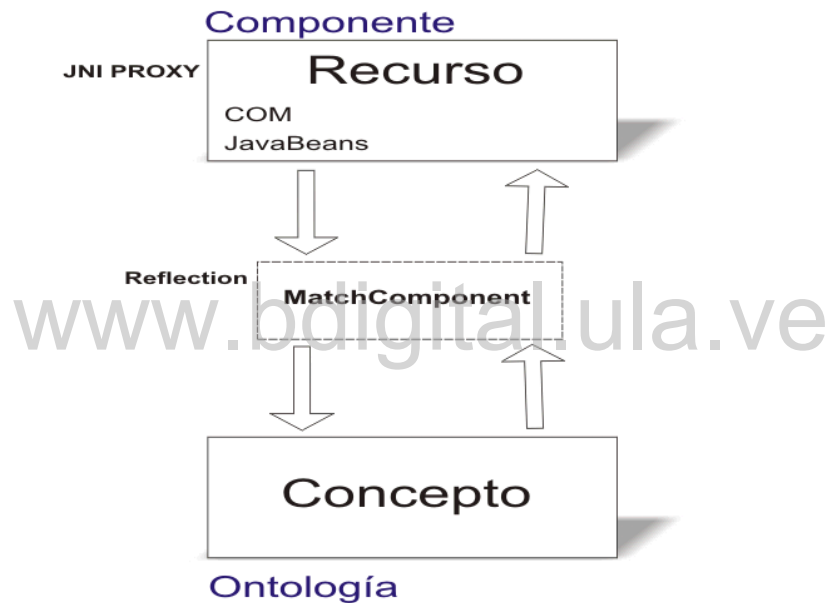 Componente
JNI PROXY
Recurso
COM
JavaBeans
Reflection
MatchComponent
www.bdigital.ula.ve
Concepto
Ontología